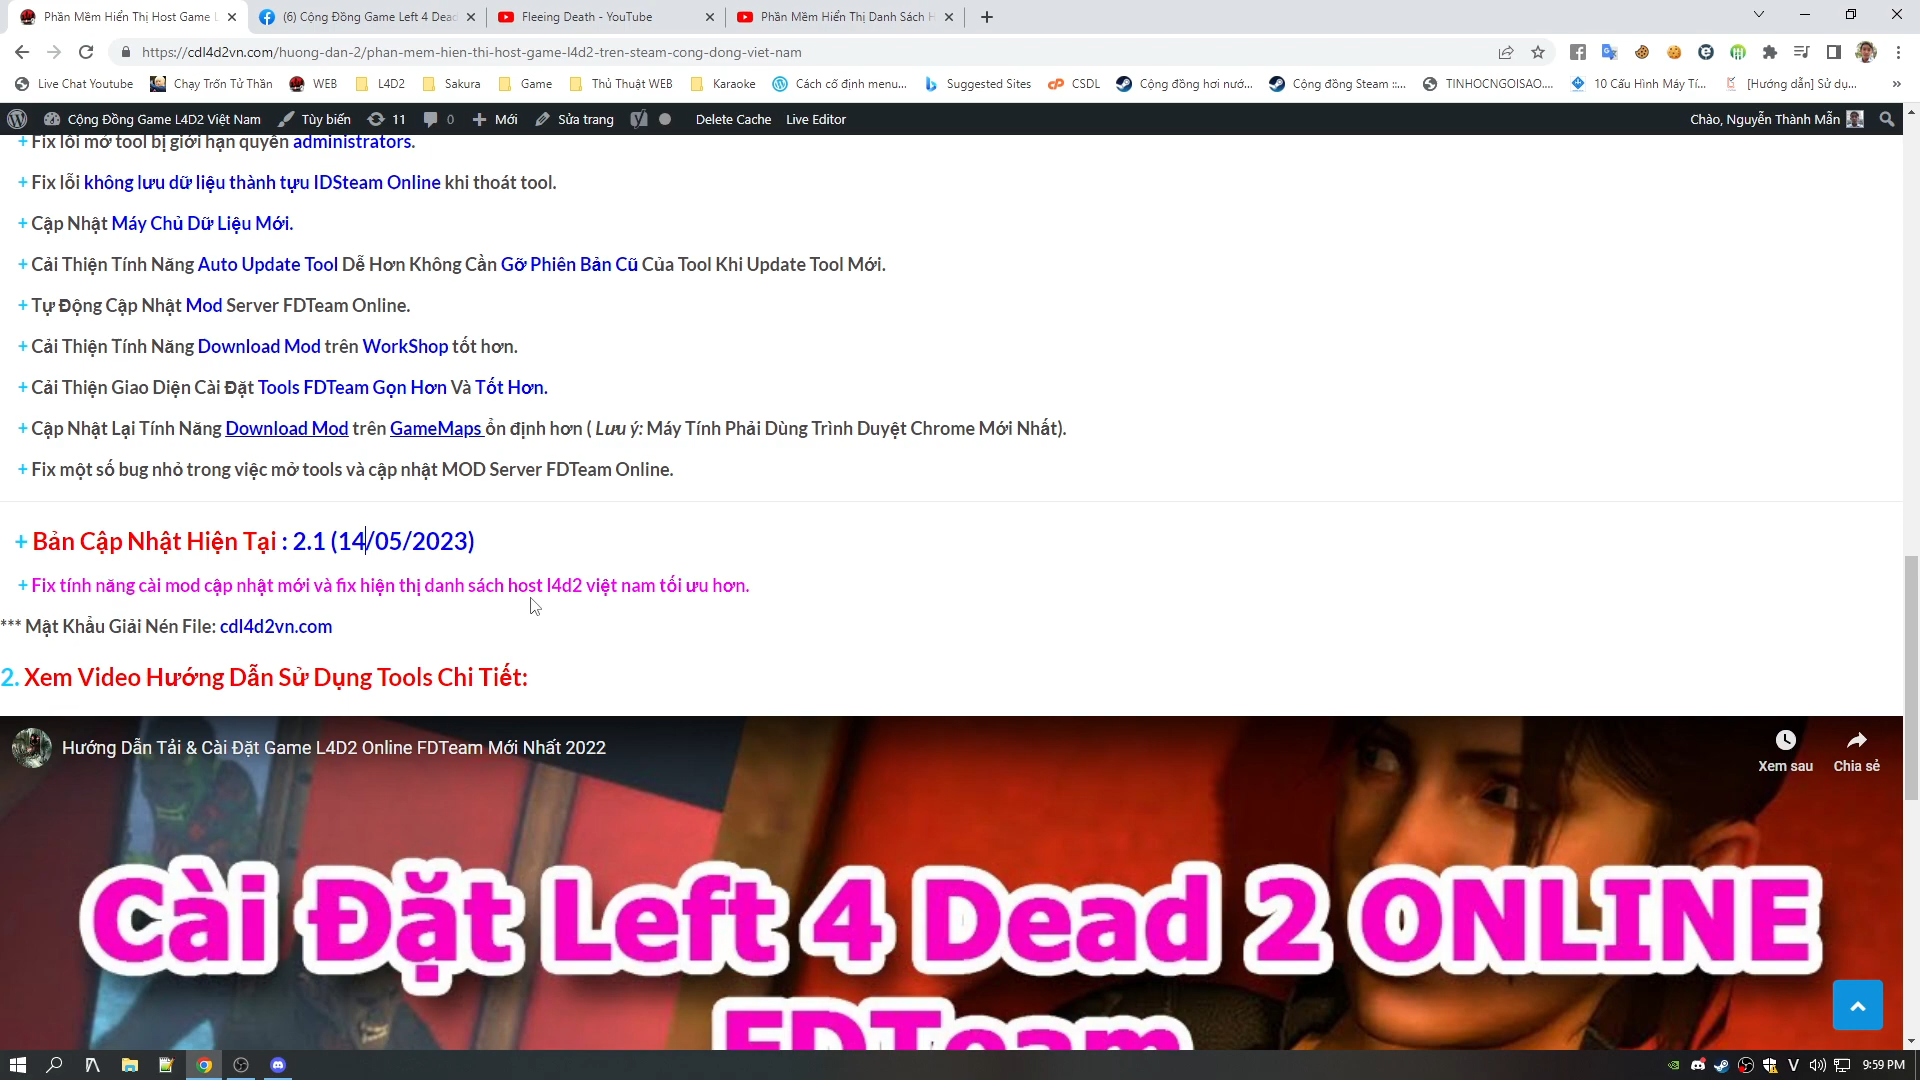 Phần Mềm Hiển Thị Host Game L
(6) Cộng Đồng Game Left 4 Dead
Fleeing Death - YouTube
Phần Mềm Hiển Thị Danh Sách H
https://cdl4d2vn.com/huong-dan-2/phan-mem-hien-thi-host-game-l4d2-tren-steam-cong-dong-viet-nam
Live Chat Youtube
Chạy Trốn Tử Thần
WEB
L4D2
Sakura
Game
Thủ Thuật WEB
Karaoke
Cách cố định menu...
Suggested Sites
CSDL
Cộng đồng hơi nướ...
Cộng đồng Steam ::...
TINHOCNGOISAO....
10 Cấu Hình Máy Tí...
[Hướng dẫn] Sử dụ...
»
Cộng Đồng Game L4D2 Việt Nam
Tùy biến
11
0
Mới
Sửa trang
Delete Cache
Live Editor
Chào, Nguyễn Thành Mẫn
+ Fix lỗi mở tool bị giới hạn quyền administrators.
+ Fix lỗi không lưu dữ liệu thành tựu IDSteam Online khi thoát tool.
+ Cập Nhật Máy Chủ Dữ Liệu Mới.
+ Cải Thiện Tính Năng Auto Update Tool Dễ Hơn Không Cần Gỡ Phiên Bản Cũ Của Tool Khi Update Tool Mới.
+ Tự Động Cập Nhật Mod Server FDTeam Online.
+ Cải Thiện Tính Năng Download Mod trên WorkShop tốt hơn.
+ Cải Thiện Giao Diện Cài Đặt Tools FDTeam Gọn Hơn Và Tốt Hơn.
+ Cập Nhật Lại Tính Năng Download Mod trên GameMaps ổn định hơn ( Lưu ý: Máy Tính Phải Dùng Trình Duyệt Chrome Mới Nhất).
+ Fix một số bug nhỏ trong việc mở tools và cập nhật MOD Server FDTeam Online.
+ Bản Cập Nhật Hiện Tại : 2.1 (14/05/2023)
+ Fix tính năng cài mod cập nhật mới và fix hiện thị danh sách host l4d2 việt nam tối ưu hơn.
*** Mật Khẩu Giải Nén File: cdl4d2vn.com
2. Xem Video Hướng Dẫn Sử Dụng Tools Chi Tiết:
Hướng Dẫn Tải & Cài Đặt Game L4D2 Online FDTeam Mới Nhất 2022
Xem sau
Chia sẻ
Cài Đặt Left 4 Dead 2 ONLINE
FDTeam
9:59 PM